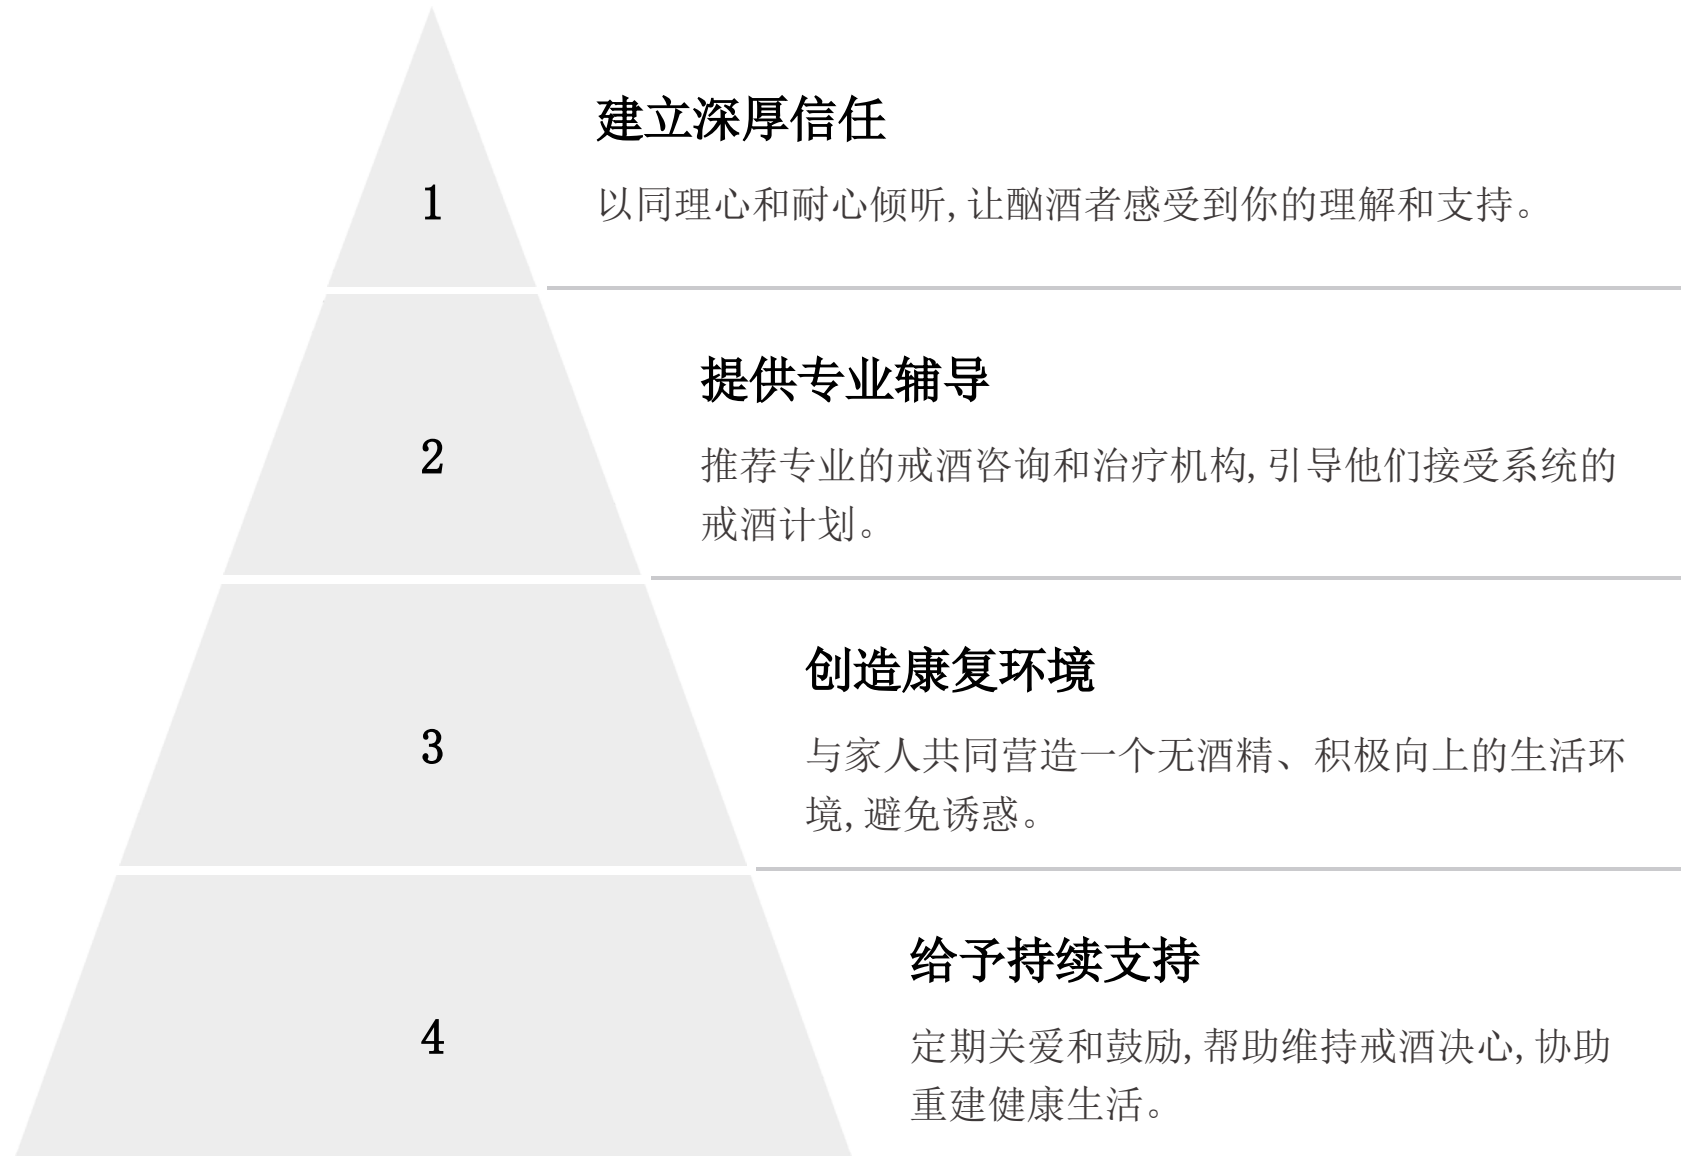 建立深厚信任
1
以同理心和耐心倾听,让酗酒者感受到你的理解和支持。
提供专业辅导
2
推荐专业的戒酒咨询和治疗机构,引导他们接受系统的
戒酒计划。
创造康复环境
3
与家人共同营造一个无酒精、积极向上的生活环
境,避免诱惑。
给予持续支持
4
定期关爱和鼓励,帮助维持戒酒决心,协助
重建健康生活。